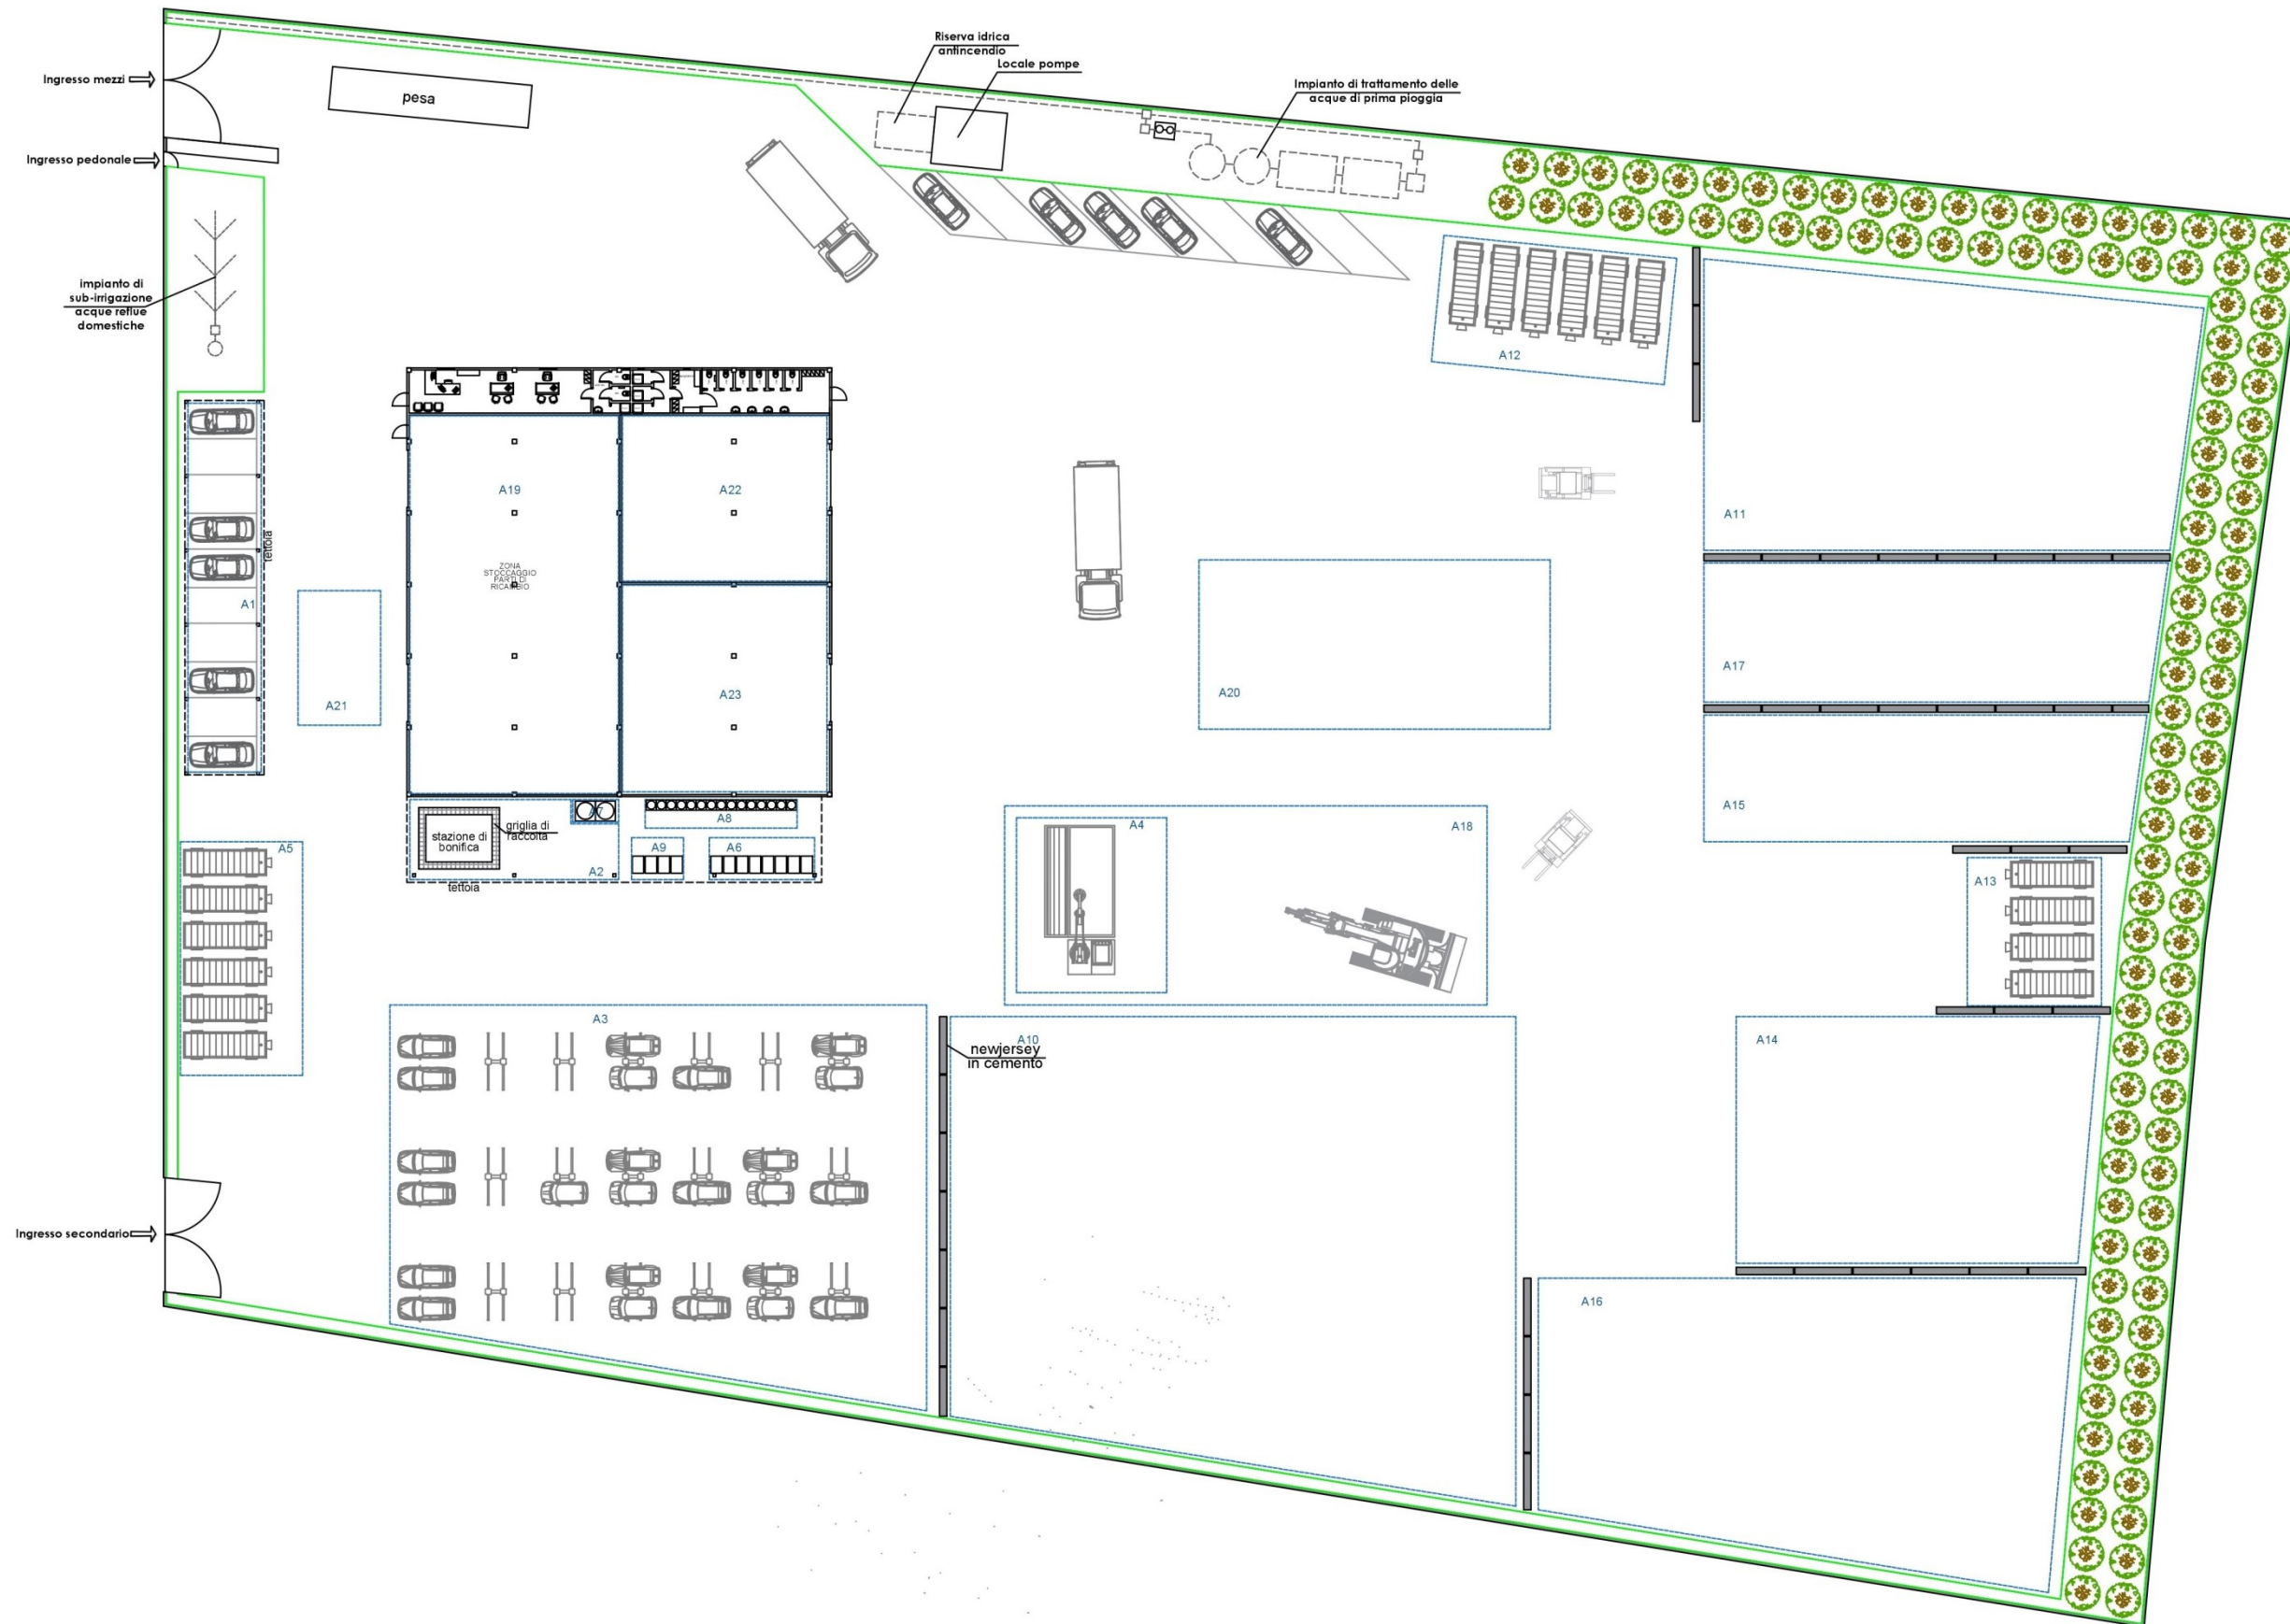 Riserva idrica
antincendio
Locale pompe
Ingresso mezzi
pesa
Impianto di trattamento delle
acque di prima pioggia
Ingresso pedonale
impianto di
sub-irrigazione
acque reflue
domestiche
A12
A19
A22
A11
tettoia
ZONA
STOCCAGGIO
PARTI DI
RICAMBIO
A1
A17
A21
A23
A20
A15
A7
A8
A4
A18
griglia di
raccolta
stazione di
bonifica
A9
A6
A5
A2
A13
tettoia
A3
A10
newjersey
in cemento
A14
Ingresso secondario
A16